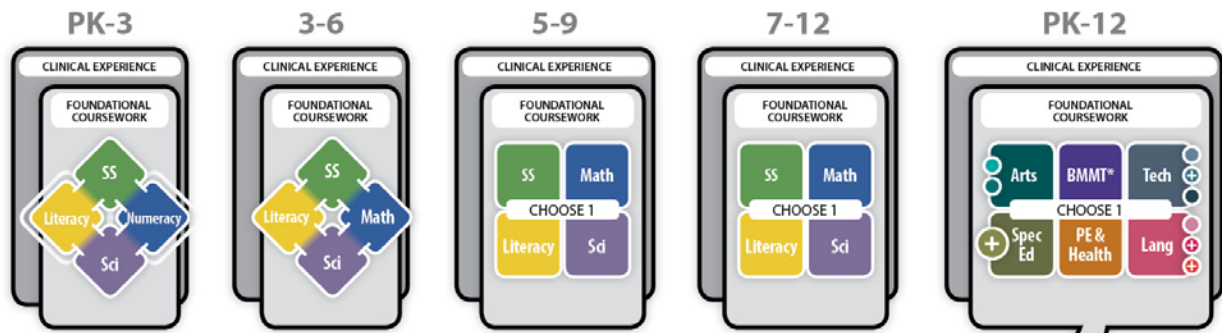 PK-3
CLINICAL EXPERIENCE
FOUNDATIONAL
COURSEWORK
SS
Literacy
Numeracy
Sci
3-6
CLINICAL EXPERIENCE
FOUNDATIONAL
COURSEWORK
SS
Literacy
Math
Sci
5-9
CLINICAL EXPERIENCE
FOUNDATIONAL
COURSEWORK
SS
Math
CHOOSE 1
Literacy
Sci
7-12
CLINICAL EXPERIENCE
FOUNDATIONAL
COURSEWORK
SS
Math
CHOOSE 1
Literacy
Sci
PK-12
CLINICAL EXPERIENCE
FOUNDATIONAL
COURSEWORK
Arts
BMMT*
Tech
+
CHOOSE 1
+
Spec
Ed
PE &
Health
Lang
+
+